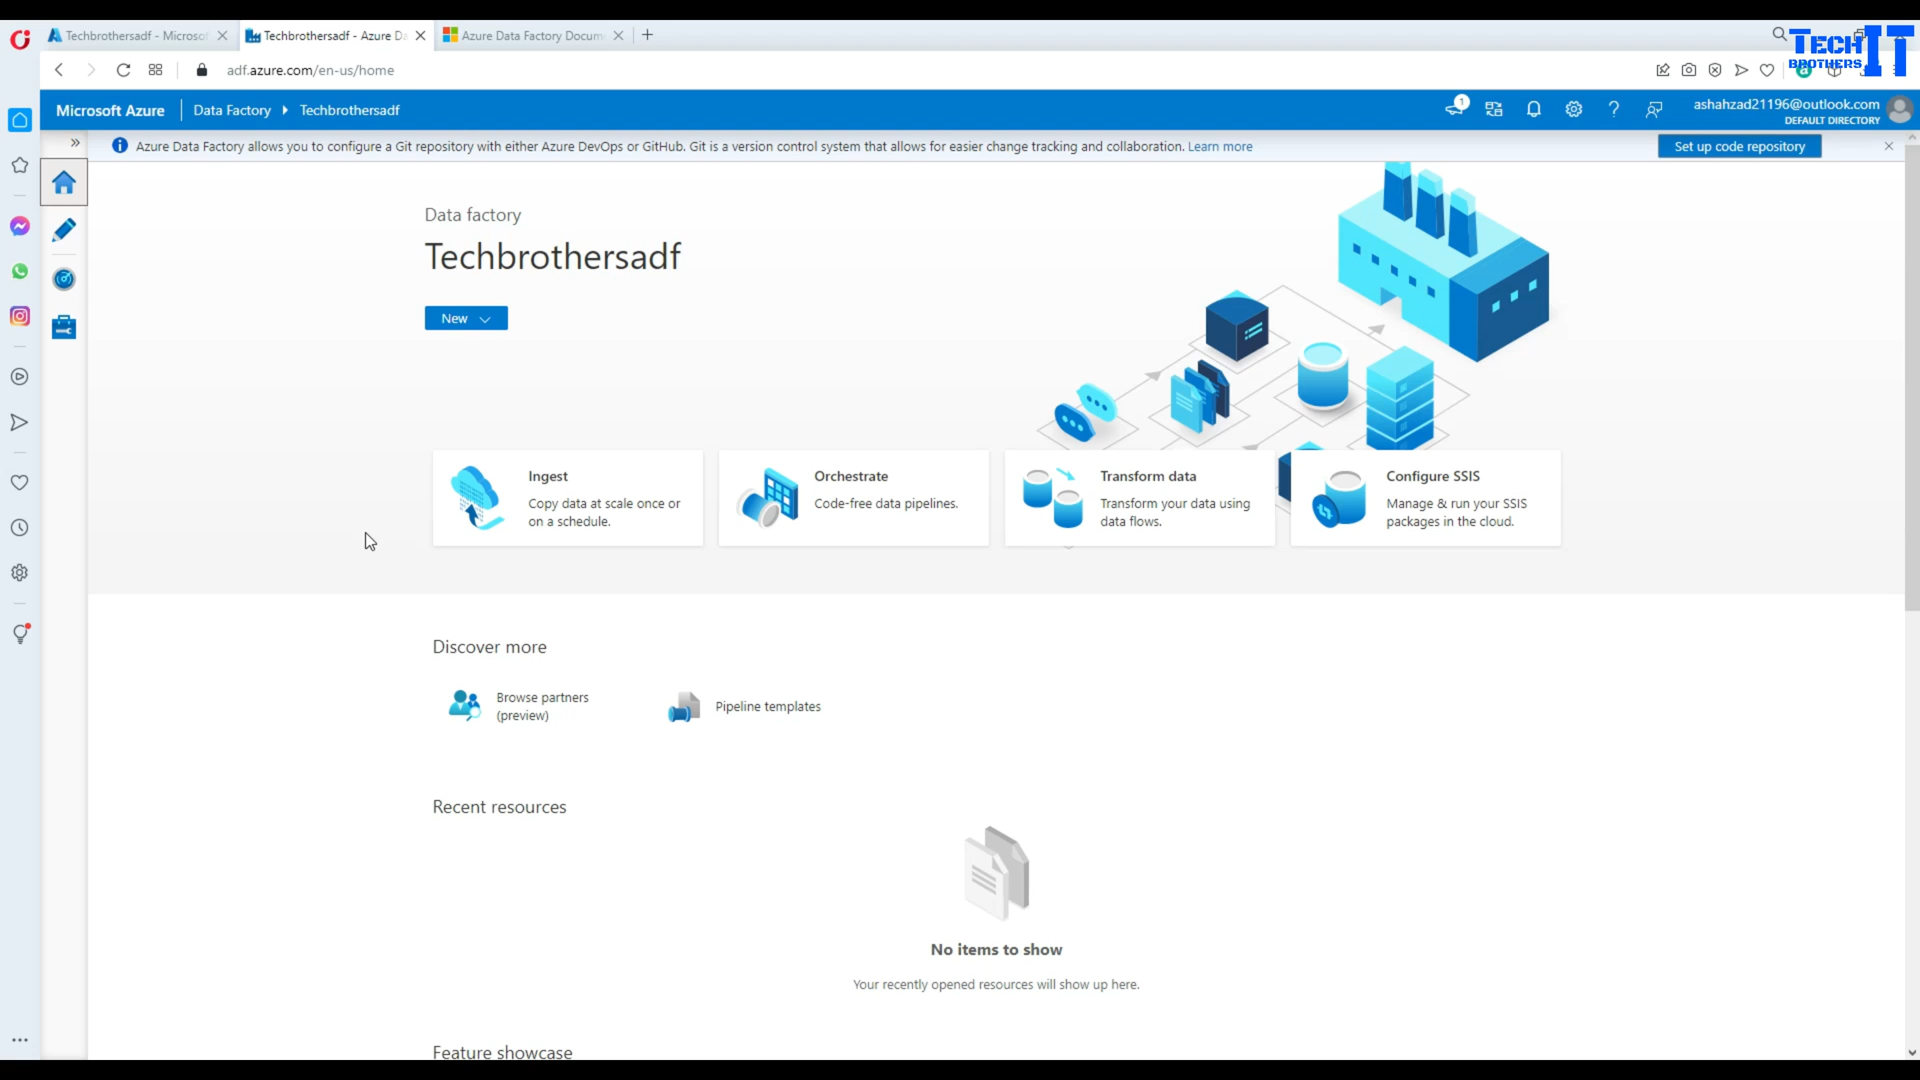 Techbrothersadf - Microso
Techbrothersadf - Azure Da
Azure Data Factory Docum
TECH IT
BROTHERS
adf.azure.com/en-us/home
Microsoft Azure
Data Factory
Techbrothersadf
1
ashahzad21196@outlook.com
DEFAULT DIRECTORY
Azure Data Factory allows you to configure a Git repository with either Azure DevOps or GitHub. Git is a version control system that allows for easier change tracking and collaboration. Learn more
Set up code repository
Data factory
Techbrothersadf
New
Ingest
Copy data at scale once or
on a schedule.
Orchestrate
Code-free data pipelines.
Transform data
Transform your data using
data flows.
Configure SSIS
Manage & run your SSIS
packages in the cloud.
Discover more
Browse partners
(preview)
Pipeline templates
Recent resources
No items to show
Your recently opened resources will show up here.
Feature showcase